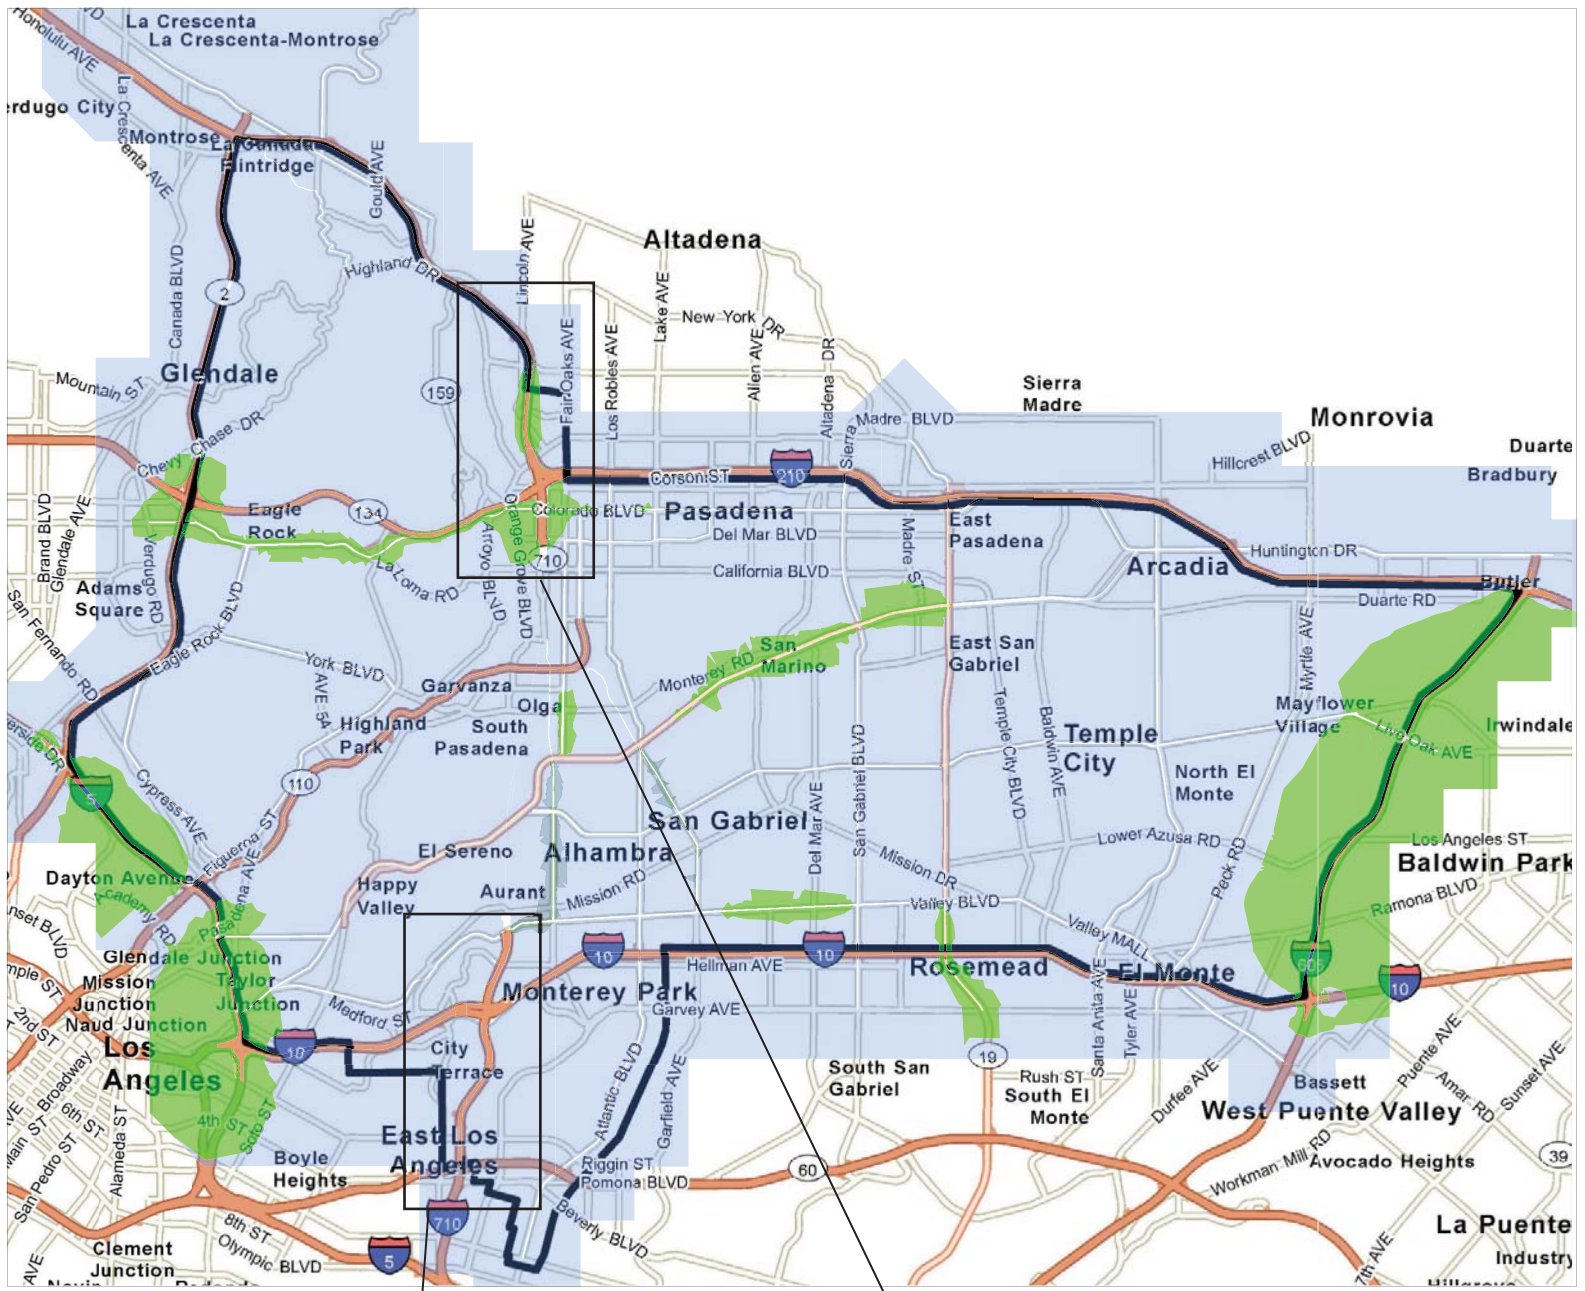 La Crescenta
La Crescenta-Montrose
Honolulu AVE
VD
La Crescenta AVE
erdugo City
Montrose
La Canada
Flintridge
Gould AVE
Canada BLVD
Highland DR
2
Lincoln AVE
Altadena
Lake AVE
New York DR
Fair Oaks AVE
Los Robles AVE
Allen AVE
Altadena DR
Mountain ST
Glendale
159
Sierra
Madre
Monrovia
Sierra Madre BLVD
Chevy Chase DR
Hillcrest BLVD
Duarte
Bradbury
Corson ST
210
Brand BLVD
Glendale AVE
Eagle
Rock
134
Orange Grove BLVD
Colorado BLVD
Pasadena
Madre ST
East
Pasadena
Del Mar BLVD
Verdugo RD
Arroyo BLVD
710
California BLVD
Arcadia
Huntington DR
Butler
Duarte RD
Adams
Square
La Loma RD
San Fernando RD
Eagle Rock BLVD
York BLVD
AVE 54
Garvanza
Monterey RD
San
Marino
East San
Gabriel
Myrtle AVE
Olga
Highland
Park
South
Pasadena
Temple City BLVD
Baldwin AVE
Temple
City
Mayflower
Village
Live Oak AVE
Irwindale
erside DR
5
Cypress AVE
110
North El
Monte
San Gabriel BLVD
Del Mar AVE
San Gabriel
Figueroa ST
El Sereno
Alhambra
Mission DR
Lower Azusa RD
Peck RD
Los Angeles ST
Baldwin Park
Dayton Avenue
Pasadena AVE
Happy
Valley
Aurant
Mission RD
Valley BLVD
Ramona BLVD
Academy RD
nset BLVD
Valley MALL
Glendale Junction
10
10
Hellman AVE
Rosemead
El Monte
605
10
mple ST
Mission
Junction
Taylor
Junction
Monterey Park
Garvey AVE
Medford ST
Naud Junction
2nd ST
Los
Angeles
10
City
Terrace
Santa Anita AVE
Tyler AVE
19
South San
Gabriel
Rush ST
South El
Monte
Durfee AVE
Bassett
Puente AVE
Amar RD
Sunset AVE
West Puente Valley
Broadway
6th ST
Main ST
AVE
San Pedro ST
Alameda ST
4th ST
Soto ST
Atlantic BLVD
Garfield AVE
East Los
Angeles
Boyle
Heights
Riggin ST
Pomona BLVD
60
Workman Mill RD
Avocado Heights
39
Beverly BLVD
710
8th ST
Olympic BLVD
5
Clement
Junction
AVE
7th AVE
La Puente
Industry